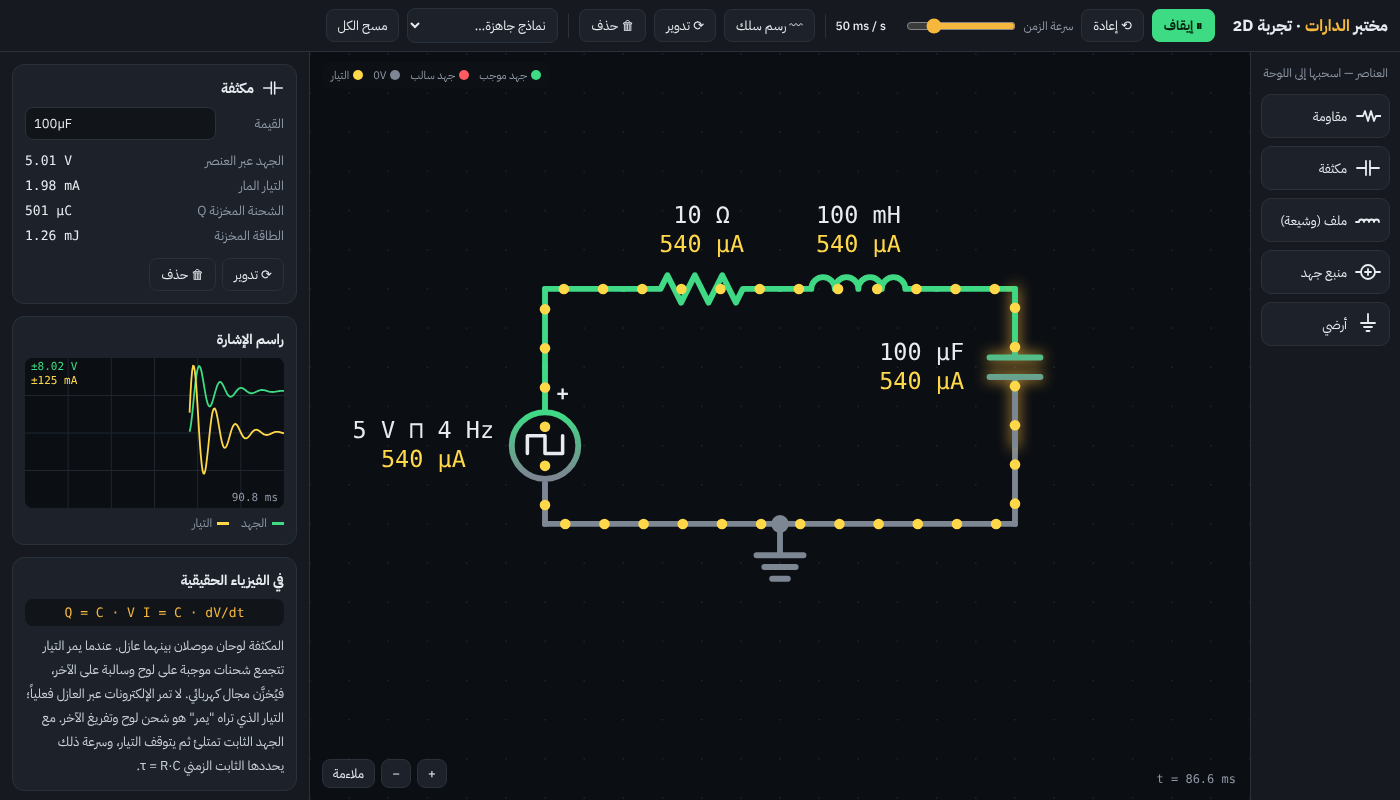 مختبر الدارات · تجربة 2D
⏸ إيقاف
⟲ إعادة
سرعة الزمن
50 ms / s
〰 رسم سلك
⟳ تدوير
🗑 حذف
نماذج جاهزة...
مسح الكل
العناصر — اسحبها إلى اللوحة
مقاومة
مكثفة
ملف (وشيعة)
منبع جهد
أرضي
جهد موجب
جهد سالب
0V
التيار
10 Ω
540 µA
100 mH
540 µA
100 µF
540 µA
+
5 V ⊓ 4 Hz
540 µA
ملاءمة
−
+
t = 86.6 ms
مكثفة
القيمة
100µF
الجهد عبر العنصر
5.01 V
التيار المار
1.98 mA
الشحنة المخزنة Q
501 µC
الطاقة المخزنة
1.26 mJ
⟳ تدوير
🗑 حذف
راسم الإشارة
±8.02 V
±125 mA
90.8 ms
الجهد
التيار
في الفيزياء الحقيقية
Q = C · V I = C · dV/dt
المكثفة لوحان موصلان بينهما عازل. عندما يمر التيار
تتجمع شحنات موجبة على لوح وسالبة على الآخر،
فيُخزَّن مجال كهربائي. لا تمر الإلكترونات عبر العازل فعلياً؛
التيار الذي تراه "يمر" هو شحن لوح وتفريغ الآخر. مع
الجهد الثابت تمتلئ ثم يتوقف التيار، وسرعة ذلك
يحددها الثابت الزمني τ = R·C.